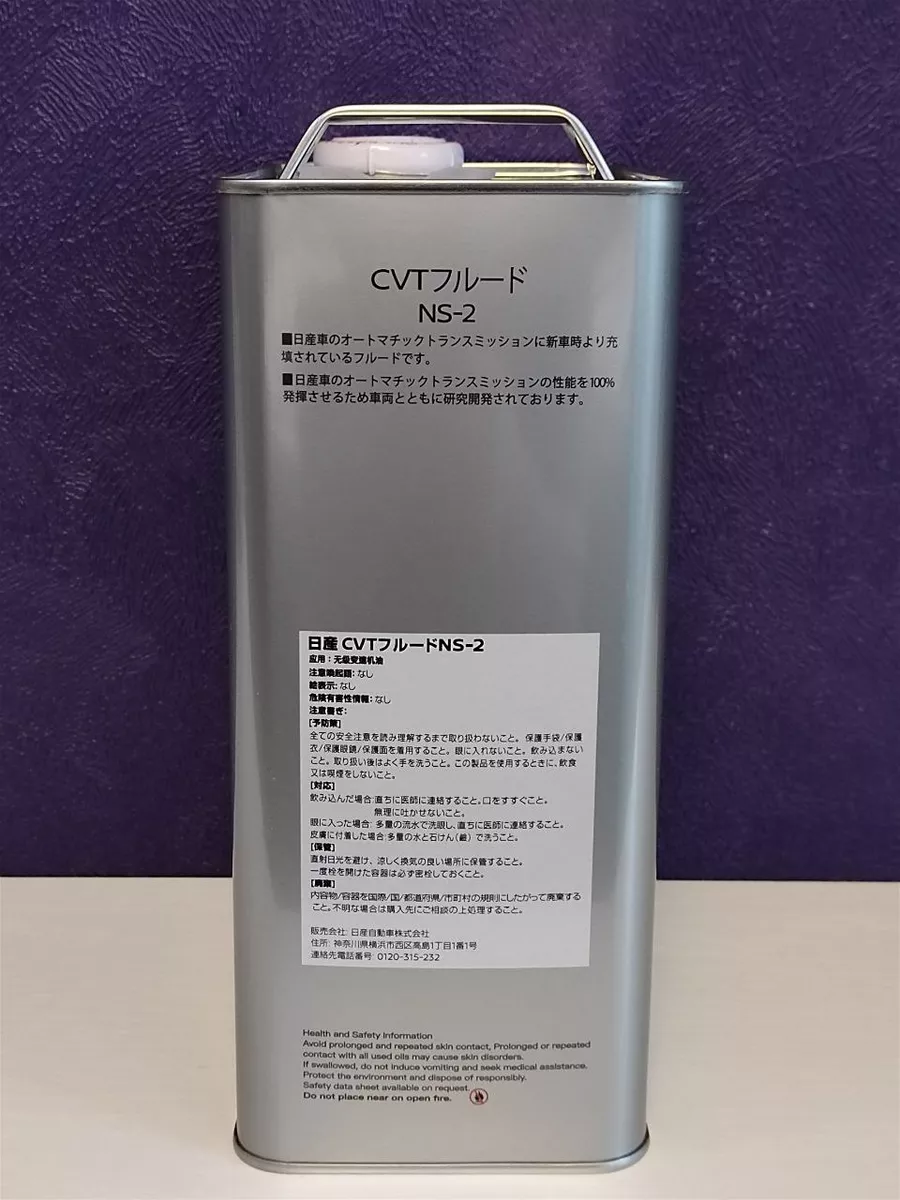 CVTフルード
NS-2
■日産車のオートマチックトランスミッションに新車時より充
填されているフルードです。
■日産車のオートマチックトランスミッションの性能を100%
発揮させるため車両とともに研究開発されております。
日産 CVTフルードNS-2
应用：无级变速机油
注意喚起語: なし
絵表示: なし
危険有害性情報: なし
注意書き:
[予防策]
全ての安全注意を読み理解するまで取り扱わないこと。保護手袋/保護
衣/保護眼鏡/保護面を着用すること。眼に入れないこと。飲み込まない
こと。取り扱い後はよく手を洗うこと。この製品を使用するときに、飲食
又は喫煙をしないこと。
[対応]
飲み込んだ場合:直ちに医師に連絡すること。口をすすぐこと。
無理に吐かせないこと。
眼に入った場合: 多量の流水で洗眼し、直ちに医師に連絡すること。
皮膚に付着した場合:多量の水と石けん(鹼)で洗うこと。
[保管]
直射日光を避け、涼しく換気の良い場所に保管すること。
一度栓を開けた容器は必ず密栓しておくこと。
[廃棄]
内容物/容器を国際/国/都道府県/市町村の規則にしたがって廃棄する
こと。不明な場合は購入先にご相談の上処理すること。
販売会社: 日産自動車株式会社
住所: 神奈川県横浜市西区高島1丁目1番1号
連絡先電話番号: 0120-315-232
Health and Safety Information
Avoid prolonged and repeated skin contact, Prolonged or repeated
contact with all used oils may cause skin disorders.
If swallowed, do not induce vomiting and seek medical assistance.
Protect the environment and dispose of responsibly.
Safety data sheet available on request.
Do not place near on open fire.